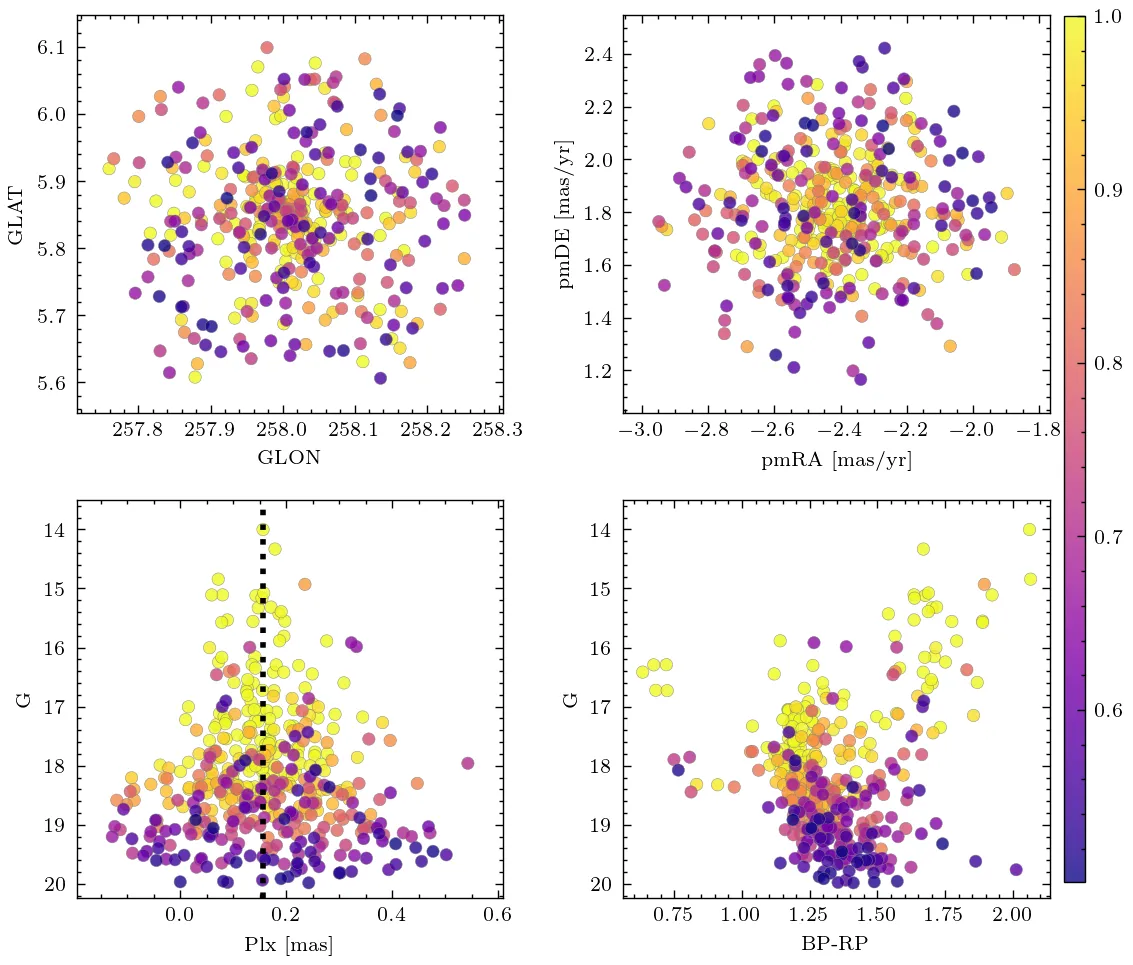 6.1
6.0
5.9
5.8
5.7
5.6
GLAT
257.8 257.9 258.0 258.1 258.2 258.3
GLON
2.4
2.2
2.0
1.8
1.6
1.4
1.2
pmDE [mas/yr]
−3.0 −2.8 −2.6 −2.4 −2.2 −2.0 −1.8
pmRA [mas/yr]
1.0
0.9
0.8
0.7
0.6
14
15
16
17
18
19
20
G
0.0 0.2 0.4 0.6
Plx [mas]
14
15
16
17
18
19
20
G
0.75 1.00 1.25 1.50 1.75 2.00
BP-RP